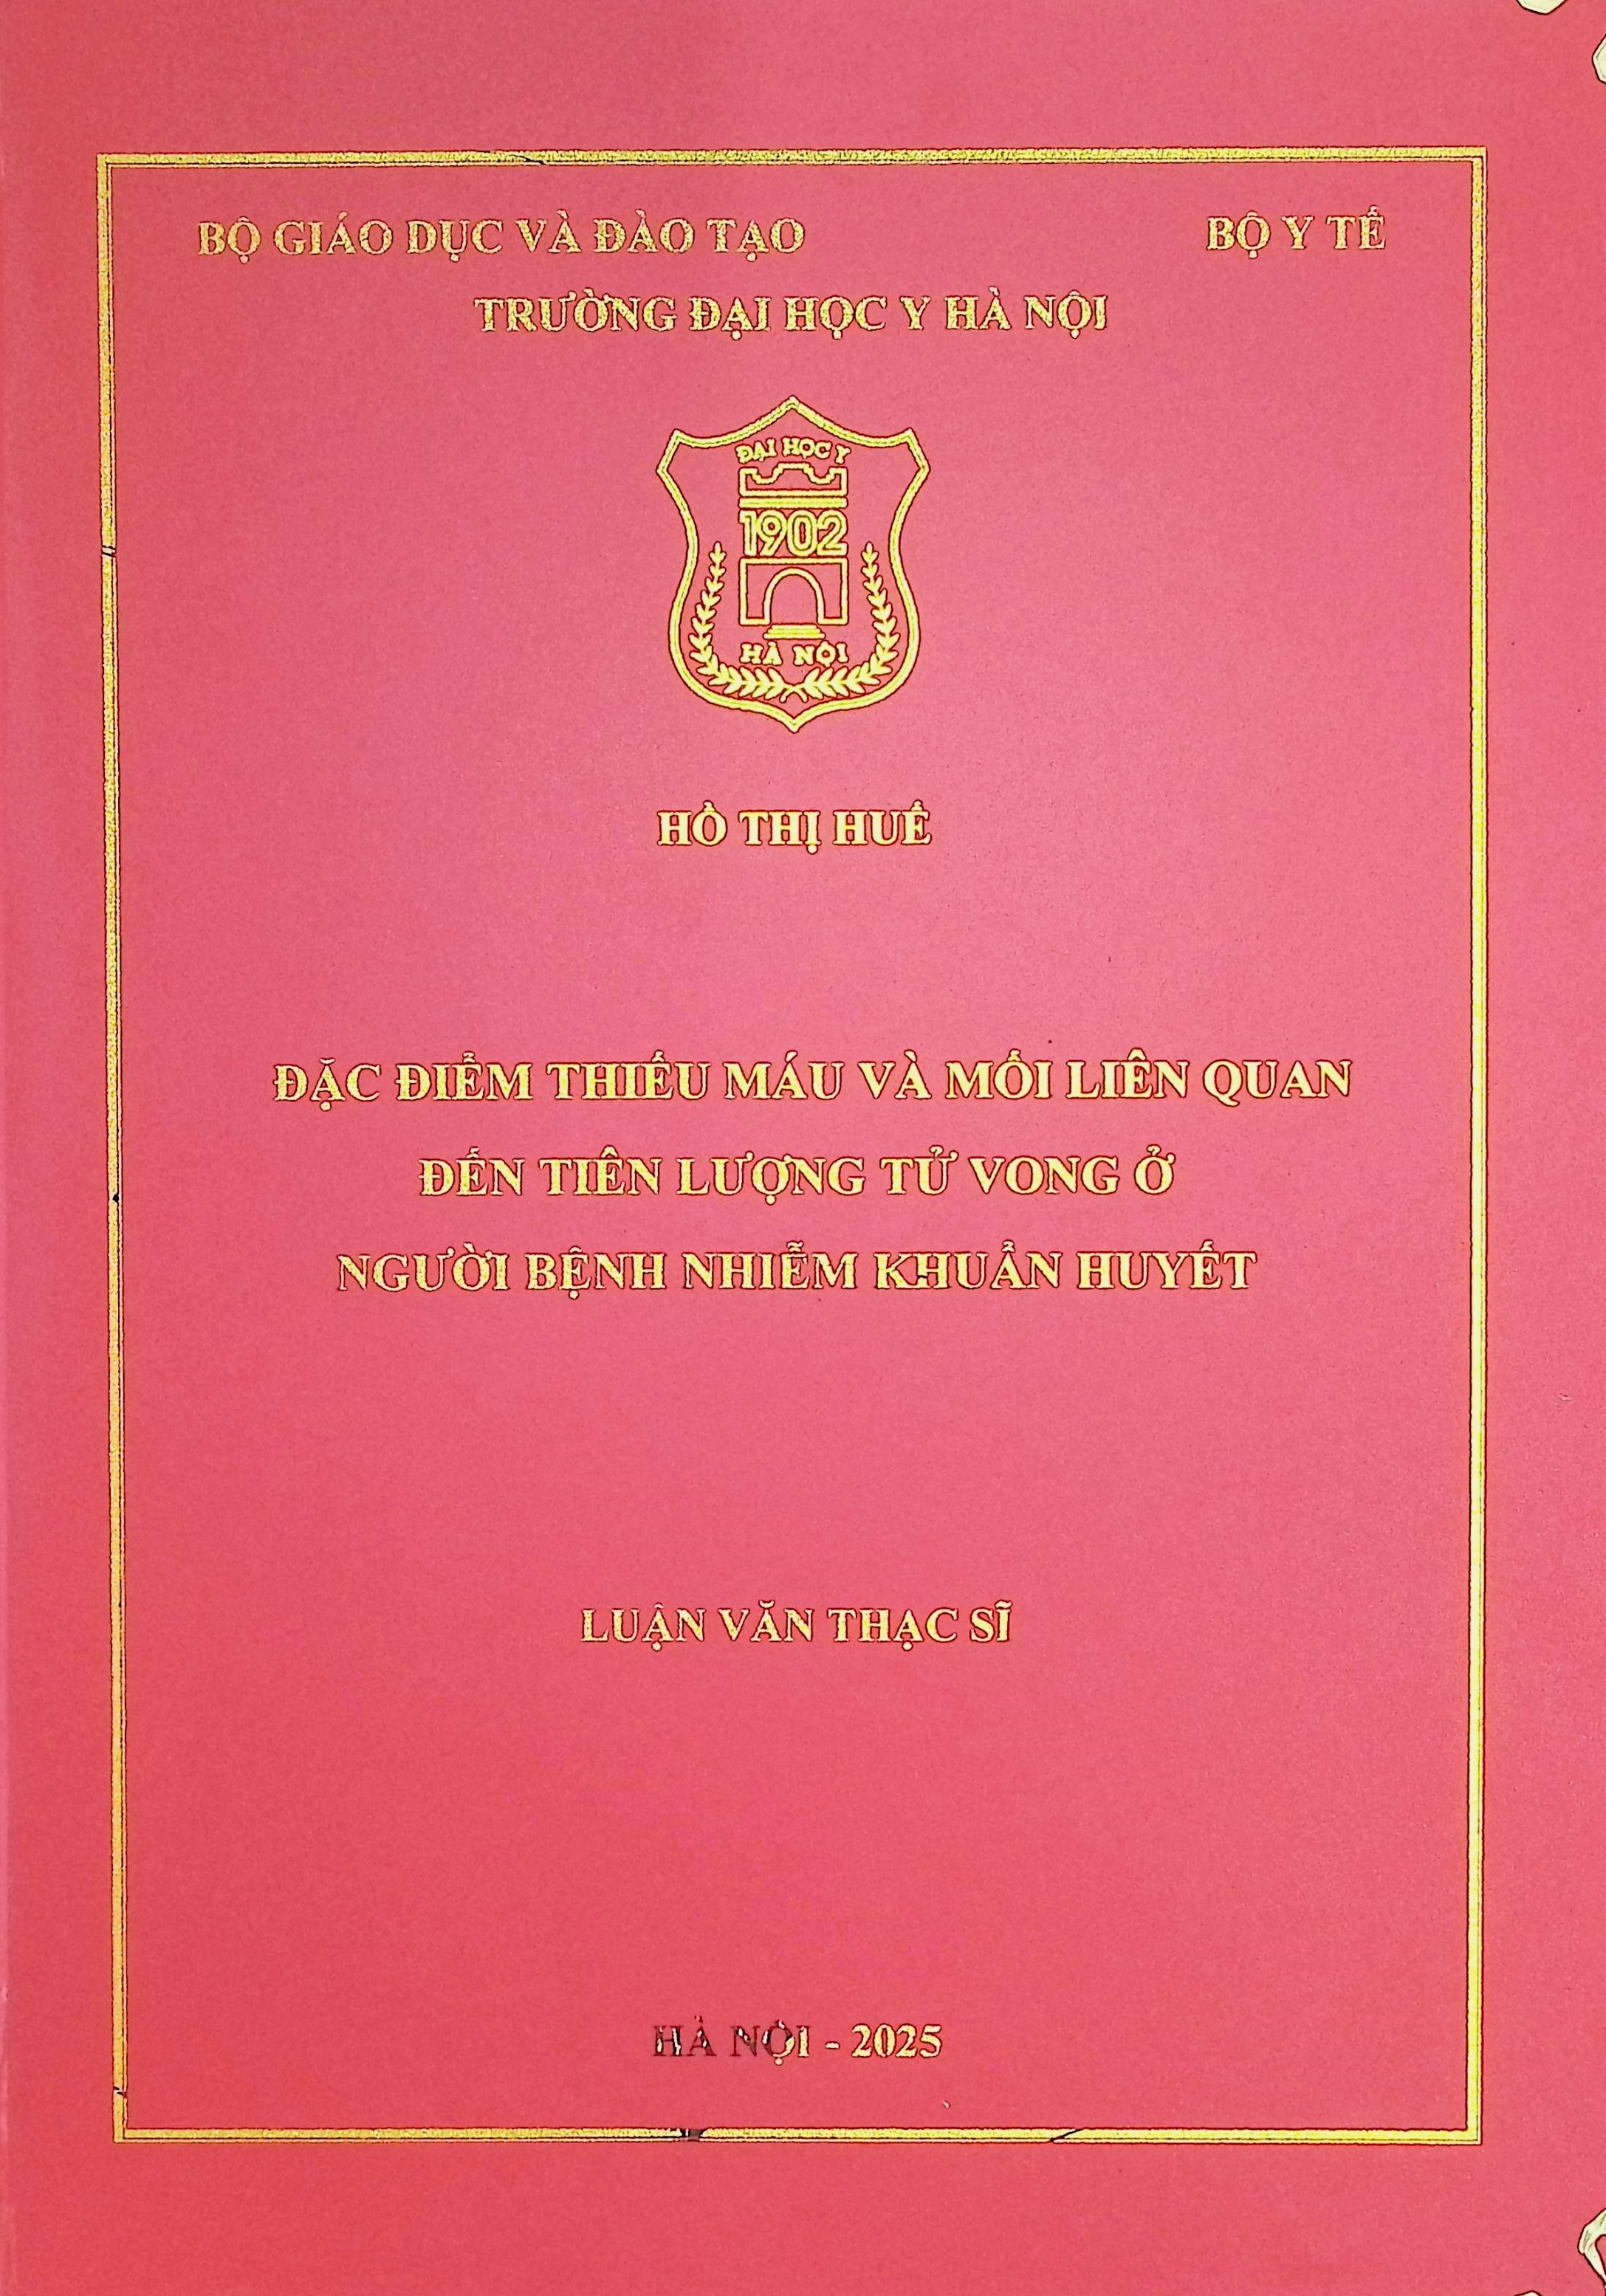 BỘ GIÁO DỤC VÀ ĐÀO TẠO BỘ Y TẾ
TRƯỜNG ĐẠI HỌC Y HÀ NỘI
ĐẠI HỌC Y
1902
HÀ NỘI
HỒ THỊ HUẾ
ĐẶC ĐIỂM THIẾU MÁU VÀ MỐI LIÊN QUAN
ĐẾN TIÊN LƯỢNG TỬ VONG Ở
NGƯỜI BỆNH NHIỄM KHUẨN HUYẾT
LUẬN VĂN THẠC SĨ
HÀ NỘI - 2025